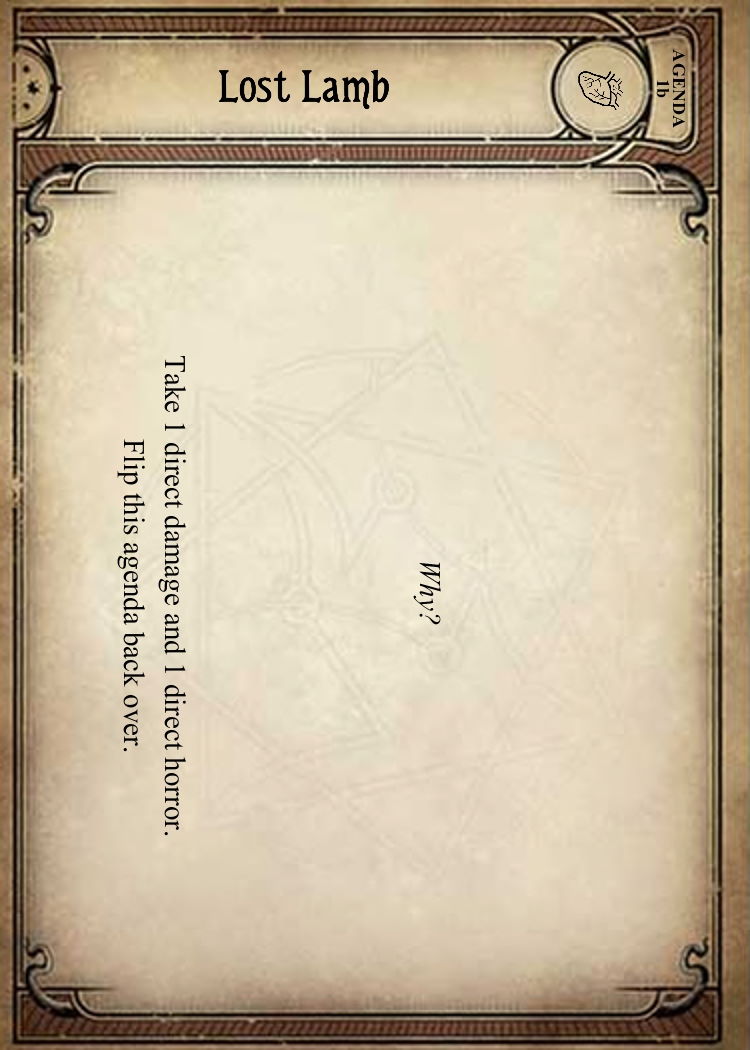 AGENDA
1b
Lost Lamb
Why?
Take 1 direct damage and 1 direct horror.
Flip this agenda back over.